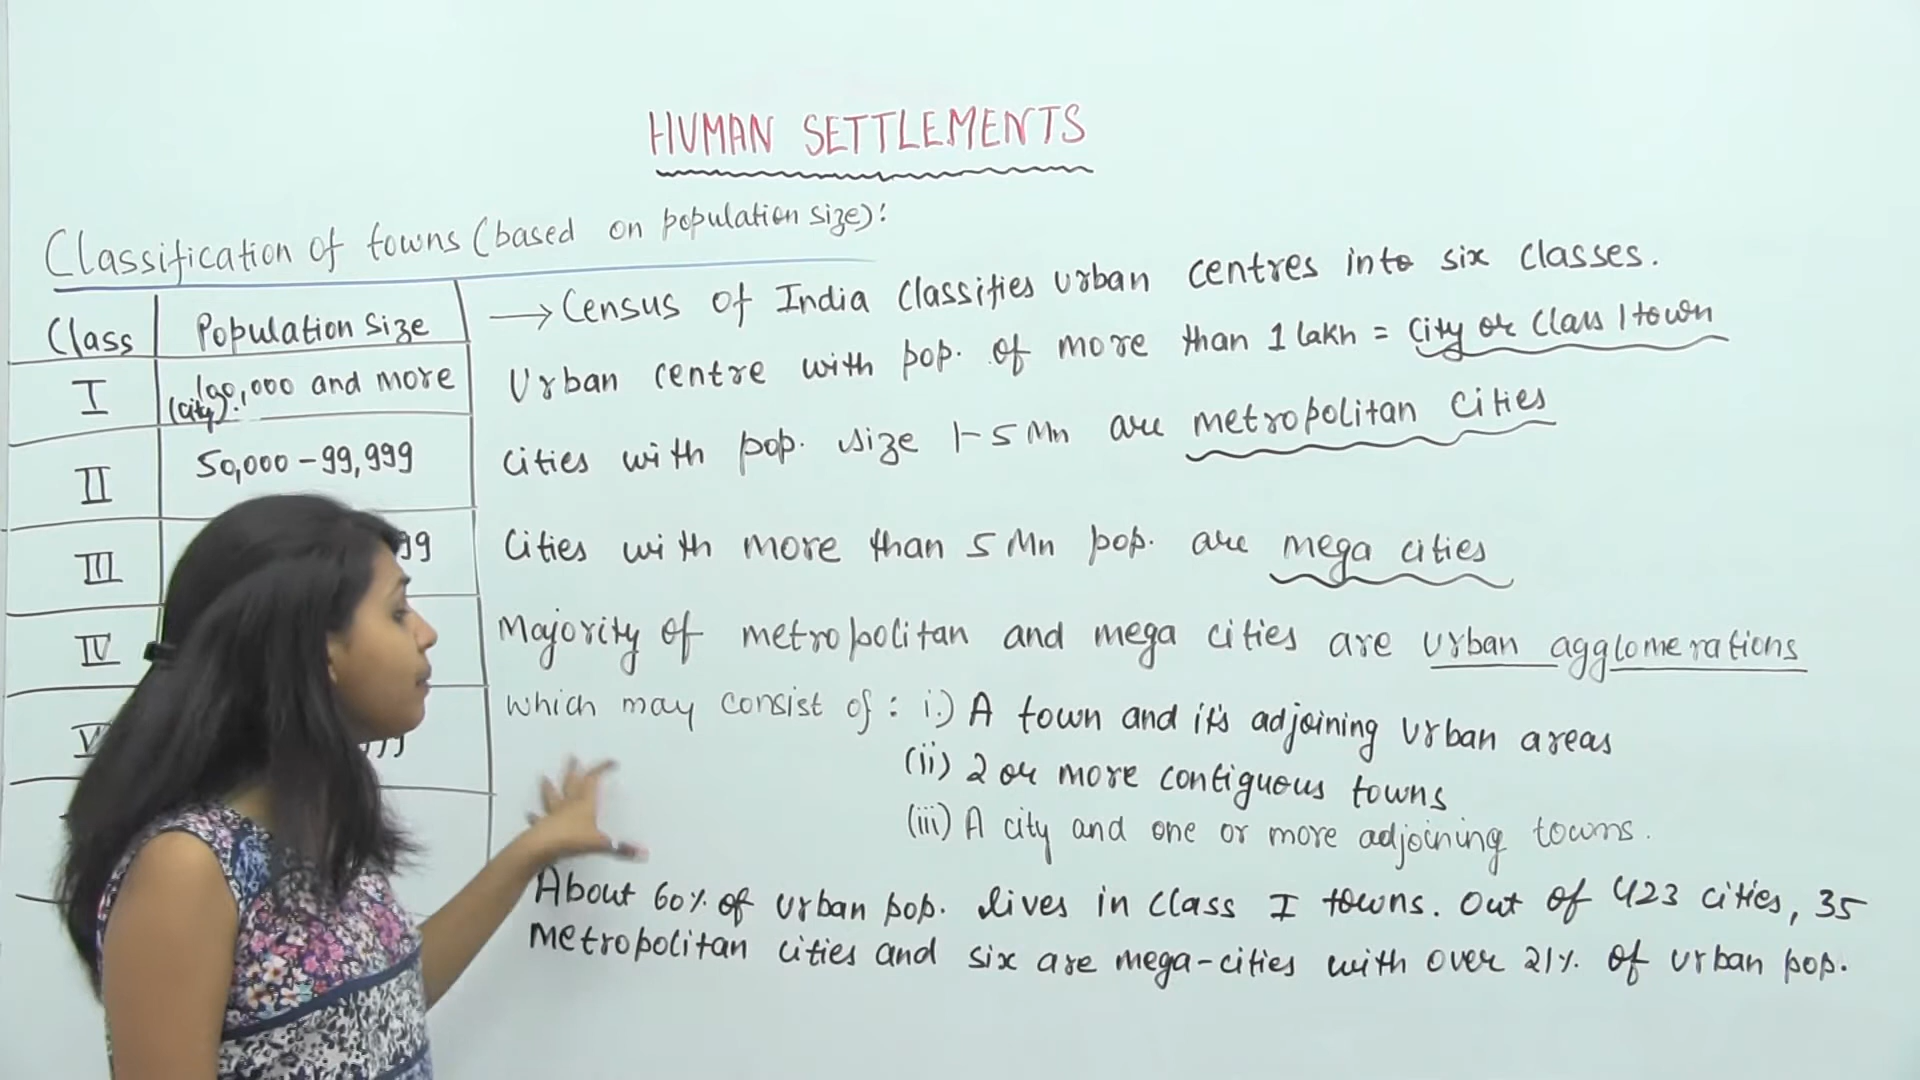 HUMAN SETTLEMENTS
Classification of towns (based on population size):
Class Population Size
I 100,000 and more
(city)
II 50,000-99,999
III 99
IV
V
→ Census of India Classifies urban centres into six classes.
Urban centre with pop. of more than 1 lakh = City or Class I town
Cities with pop. size 1-5 Mn are metropolitan cities
Cities with more than 5 Mn pop. are mega cities
Majority of metropolitan and mega cities are urban agglomerations
which may consist of : i.) A town and it's adjoining urban areas
(ii) 2 or more contiguous towns
(iii) A city and one or more adjoining towns.
About 60% of urban pop. lives in Class I towns. Out of 423 cities, 35
metropolitan cities and six are mega-cities with over 21% of urban pop.